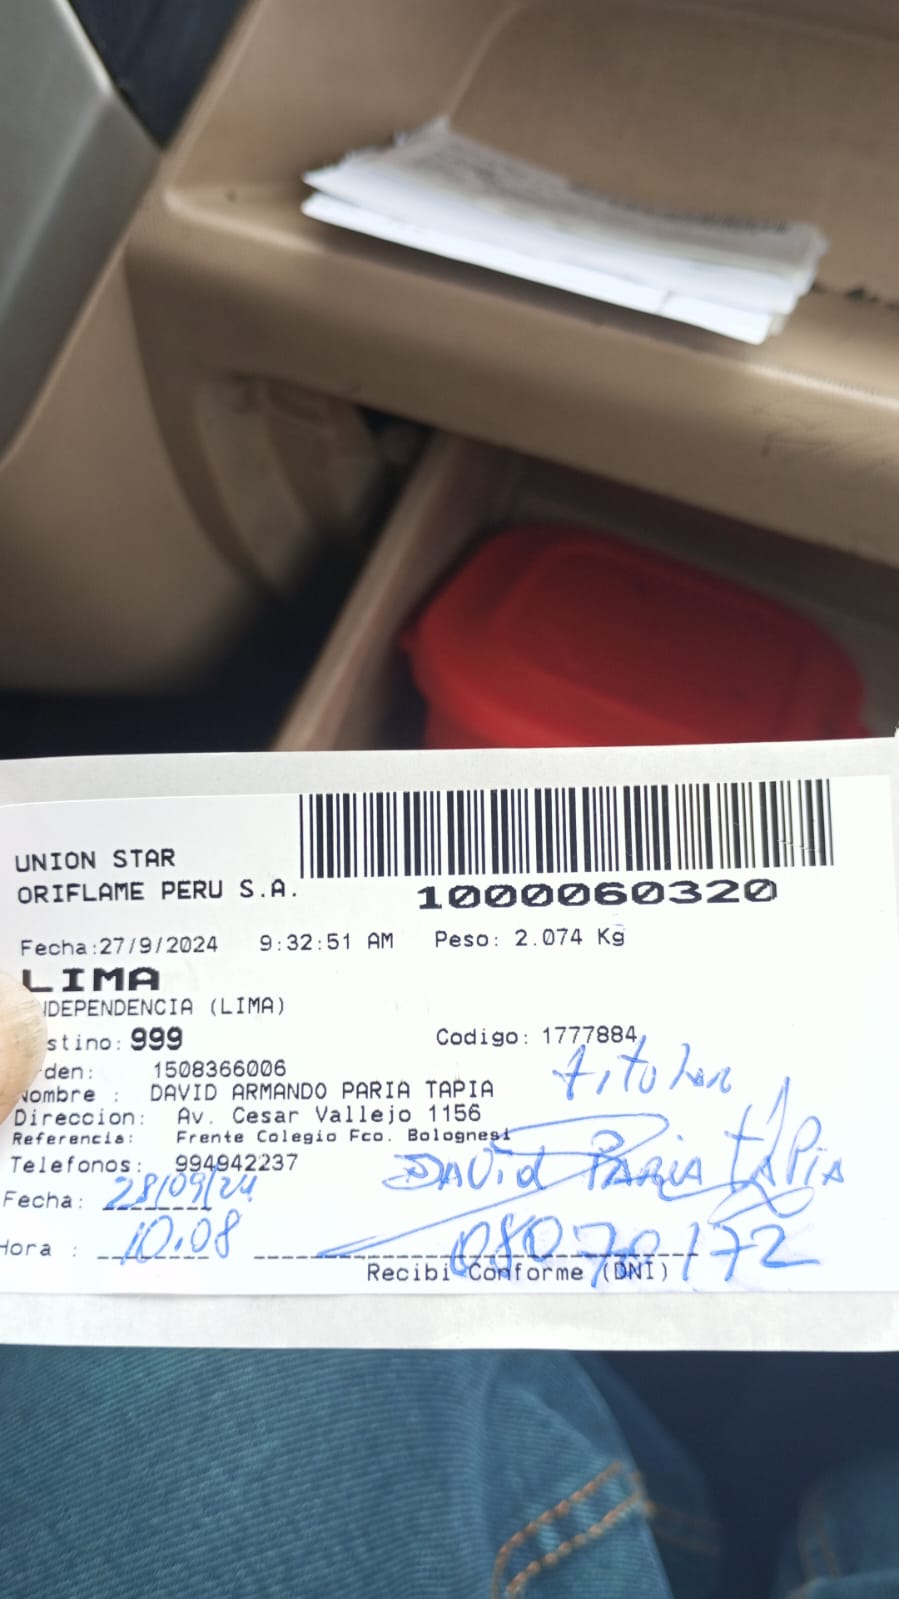 UNION STAR
ORIFLAME PERU S.A.
1000060320
Fecha:27/9/2024 9:32:51 AM Peso: 2.074 Kg
LIMA
NDEPENDENCIA (LIMA)
stino: 999 Codigo: 1777884
den: 1508366006
Nombre : DAVID ARMANDO PARIA TAPIA
titular
Direccion: Av. Cesar Vallejo 1156
Referencia: Frente Colegio Fco. Bolognesi
Telefonos: 994942237
DAVid PARIA TAPIA
Fecha: 28/09/24
Hora : 10.08
08070172
Recibi Conforme (DNI)